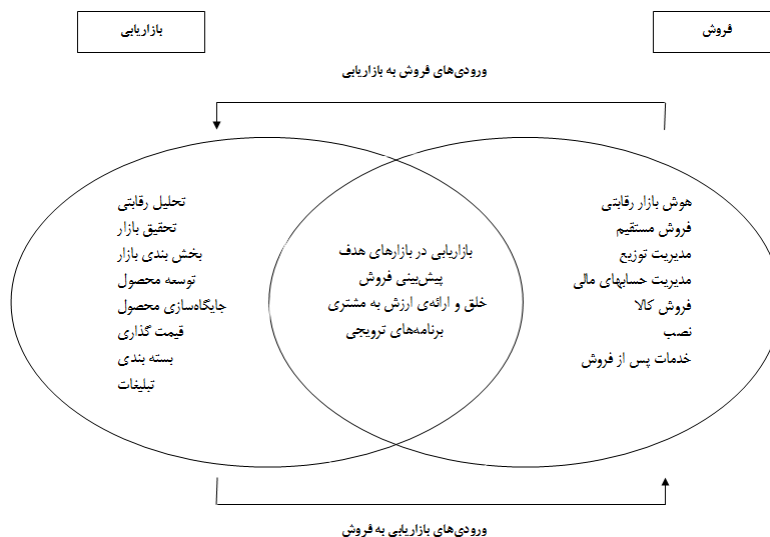 فروش
بازاریابی
ورودی‌های فروش به بازاریابی
هوش بازار رقابتی
فروش مستقیم
مدیریت توزیع
مدیریت حسابهای مالی
فروش کالا
نصب
خدمات پس از فروش
بازاریابی در بازارهای هدف
پیش‌بینی فروش
خلق و ارائه‌ی ارزش به مشتری
برنامه‌های ترویجی
تحلیل رقابتی
تحقیق بازار
بخش بندی بازار
توسعه محصول
جایگاه‌سازی محصول
قیمت گذاری
بسته بندی
تبلیغات
ورودی‌های بازاریابی به فروش